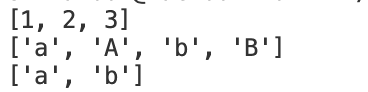 [1, 2, 3]
['a', 'A', 'b', 'B']
['a', 'b']